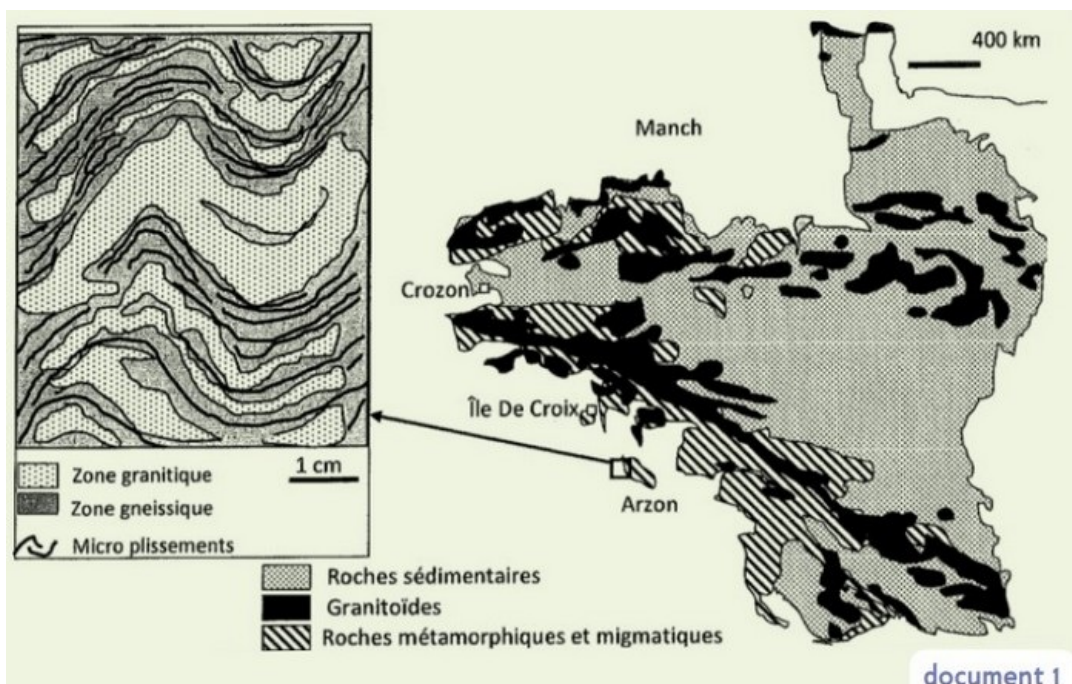 400 km
Manch
Crozon
Île De Croix
Arzon
Zone granitique
1 cm
Zone gneissique
Micro plissements
Roches sédimentaires
Granitoïdes
Roches métamorphiques et migmatiques
document 1